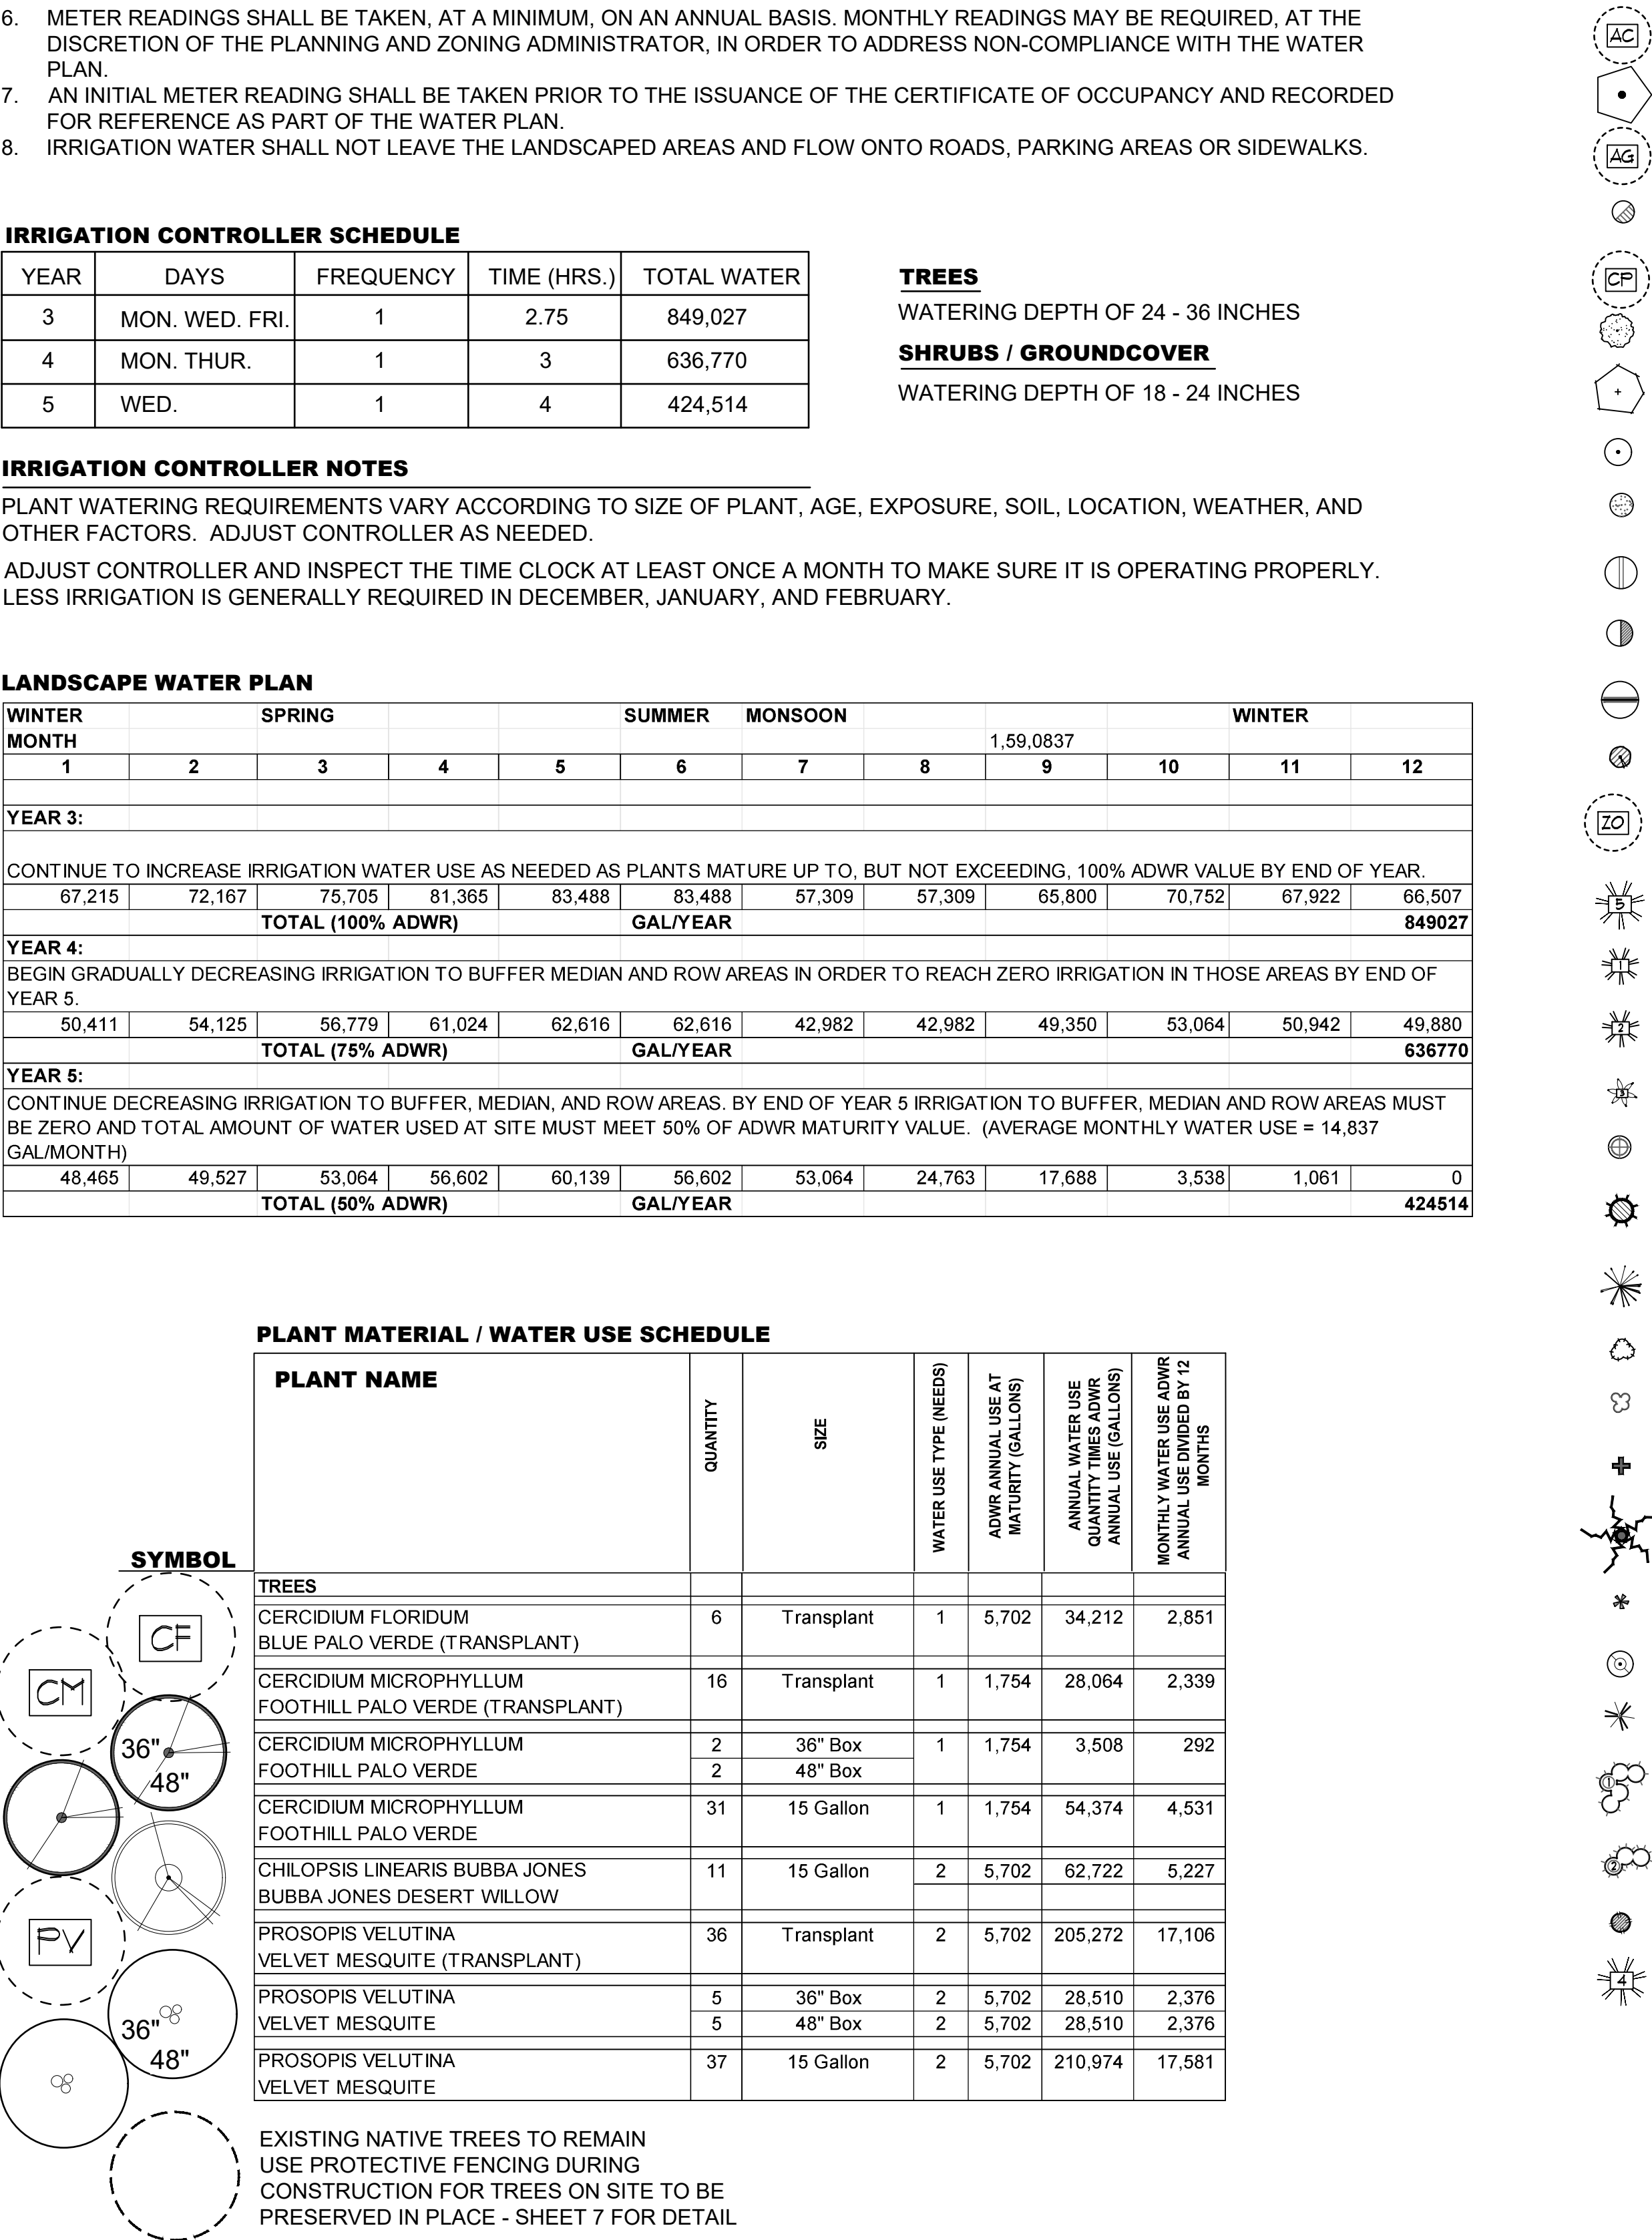 6. METER READINGS SHALL BE TAKEN, AT A MINIMUM, ON AN ANNUAL BASIS. MONTHLY READINGS MAY BE REQUIRED, AT THE
DISCRETION OF THE PLANNING AND ZONING ADMINISTRATOR, IN ORDER TO ADDRESS NON-COMPLIANCE WITH THE WATER
PLAN.
7. AN INITIAL METER READING SHALL BE TAKEN PRIOR TO THE ISSUANCE OF THE CERTIFICATE OF OCCUPANCY AND RECORDED
FOR REFERENCE AS PART OF THE WATER PLAN.
8. IRRIGATION WATER SHALL NOT LEAVE THE LANDSCAPED AREAS AND FLOW ONTO ROADS, PARKING AREAS OR SIDEWALKS.
IRRIGATION CONTROLLER SCHEDULE
YEAR DAYS FREQUENCY TIME (HRS.) TOTAL WATER
3 MON. WED. FRI. 1 2.75 849,027
4 MON. THUR. 1 3 636,770
5 WED. 1 4 424,514
TREES
WATERING DEPTH OF 24 - 36 INCHES
SHRUBS / GROUNDCOVER
WATERING DEPTH OF 18 - 24 INCHES
IRRIGATION CONTROLLER NOTES
PLANT WATERING REQUIREMENTS VARY ACCORDING TO SIZE OF PLANT, AGE, EXPOSURE, SOIL, LOCATION, WEATHER, AND
OTHER FACTORS. ADJUST CONTROLLER AS NEEDED.
ADJUST CONTROLLER AND INSPECT THE TIME CLOCK AT LEAST ONCE A MONTH TO MAKE SURE IT IS OPERATING PROPERLY.
LESS IRRIGATION IS GENERALLY REQUIRED IN DECEMBER, JANUARY, AND FEBRUARY.
LANDSCAPE WATER PLAN
WINTER SPRING SUMMER MONSOON WINTER
MONTH 1,59,0837
1 2 3 4 5 6 7 8 9 10 11 12
YEAR 3:
CONTINUE TO INCREASE IRRIGATION WATER USE AS NEEDED AS PLANTS MATURE UP TO, BUT NOT EXCEEDING, 100% ADWR VALUE BY END OF YEAR.
67,215 72,167 75,705 81,365 83,488 83,488 57,309 57,309 65,800 70,752 67,922 66,507
TOTAL (100% ADWR) GAL/YEAR 849027
YEAR 4:
BEGIN GRADUALLY DECREASING IRRIGATION TO BUFFER MEDIAN AND ROW AREAS IN ORDER TO REACH ZERO IRRIGATION IN THOSE AREAS BY END OF
YEAR 5.
50,411 54,125 56,779 61,024 62,616 62,616 42,982 42,982 49,350 53,064 50,942 49,880
TOTAL (75% ADWR) GAL/YEAR 636770
YEAR 5:
CONTINUE DECREASING IRRIGATION TO BUFFER, MEDIAN, AND ROW AREAS. BY END OF YEAR 5 IRRIGATION TO BUFFER, MEDIAN AND ROW AREAS MUST
BE ZERO AND TOTAL AMOUNT OF WATER USED AT SITE MUST MEET 50% OF ADWR MATURITY VALUE. (AVERAGE MONTHLY WATER USE = 14,837
GAL/MONTH)
48,465 49,527 53,064 56,602 60,139 56,602 53,064 24,763 17,688 3,538 1,061 0
TOTAL (50% ADWR) GAL/YEAR 424514
PLANT MATERIAL / WATER USE SCHEDULE
SYMBOL
PLANT NAME
QUANTITY
SIZE
WATER USE TYPE (NEEDS)
ADWR ANNUAL USE AT
MATURITY (GALLONS)
ANNUAL WATER USE
QUANTITY TIMES ADWR
ANNUAL USE (GALLONS)
MONTHLY WATER USE ADWR
ANNUAL USE DIVIDED BY 12
MONTHS
TREES
CERCIDIUM FLORIDUM 6 Transplant 1 5,702 34,212 2,851
BLUE PALO VERDE (TRANSPLANT)
CERCIDIUM MICROPHYLLUM 16 Transplant 1 1,754 28,064 2,339
FOOTHILL PALO VERDE (TRANSPLANT)
CERCIDIUM MICROPHYLLUM 2 36" Box 1 1,754 3,508 292
FOOTHILL PALO VERDE 2 48" Box
CERCIDIUM MICROPHYLLUM 31 15 Gallon 1 1,754 54,374 4,531
FOOTHILL PALO VERDE
CHILOPSIS LINEARIS BUBBA JONES 11 15 Gallon 2 5,702 62,722 5,227
BUBBA JONES DESERT WILLOW
PROSOPIS VELUTINA 36 Transplant 2 5,702 205,272 17,106
VELVET MESQUITE (TRANSPLANT)
PROSOPIS VELUTINA 5 36" Box 2 5,702 28,510 2,376
VELVET MESQUITE 5 48" Box 2 5,702 28,510 2,376
PROSOPIS VELUTINA 37 15 Gallon 2 5,702 210,974 17,581
VELVET MESQUITE
CF
CM
36"
48"
PV
36"
48"
EXISTING NATIVE TREES TO REMAIN
USE PROTECTIVE FENCING DURING
CONSTRUCTION FOR TREES ON SITE TO BE
PRESERVED IN PLACE - SHEET 7 FOR DETAIL
AC
AG
CP
ZO
5
1
2
3
1
2
4